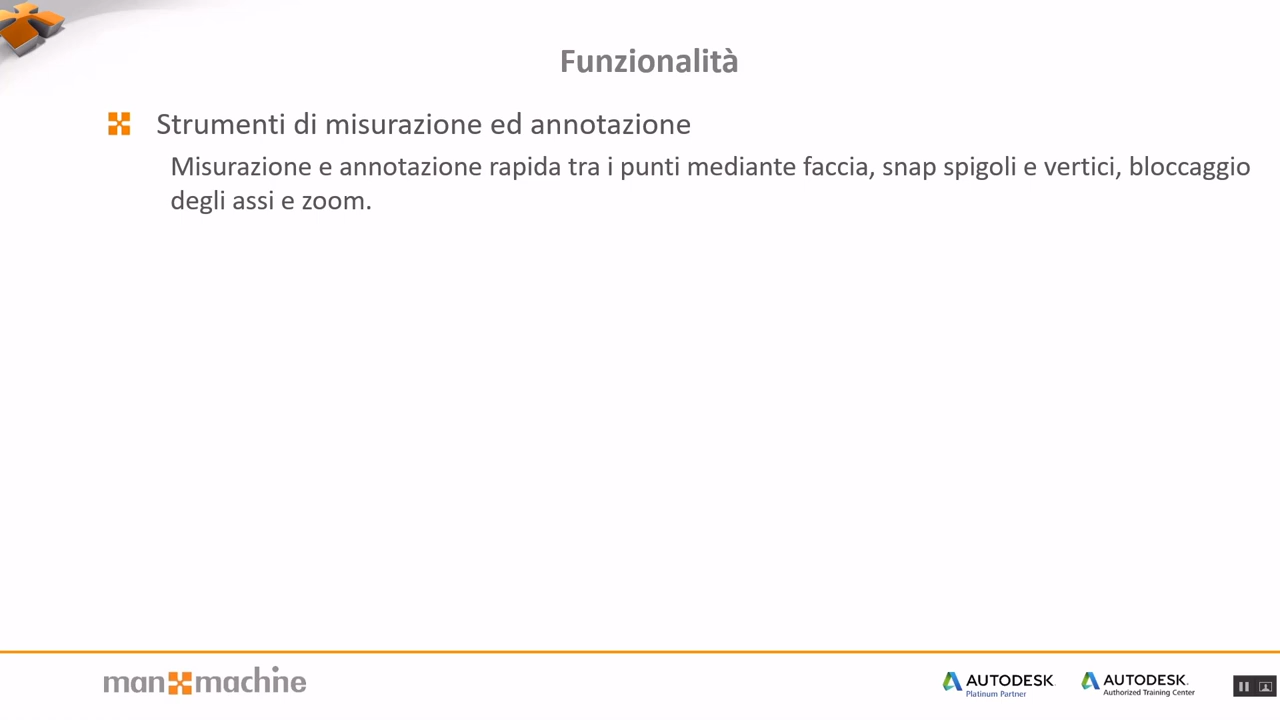 Funzionalità
Strumenti di misurazione ed annotazione
Misurazione e annotazione rapida tra i punti mediante faccia, snap spigoli e vertici, bloccaggio
degli assi e zoom.
man machine
AUTODESK.
Platinum Partner
AUTODESK.
Authorized Training Center